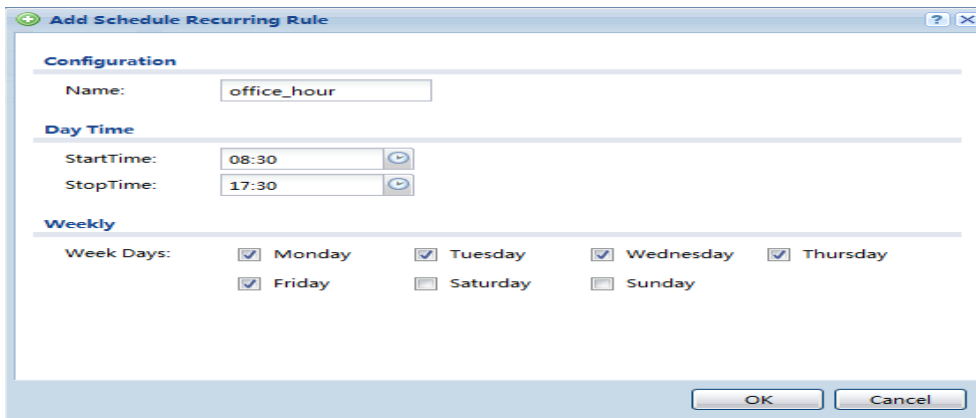 Add Schedule Recurring Rule
?
Configuration
Name: office_hour
Day Time
StartTime: 08:30
StopTime: 17:30
Weekly
Week Days: Monday Tuesday Wednesday Thursday
Friday Saturday Sunday
OK Cancel